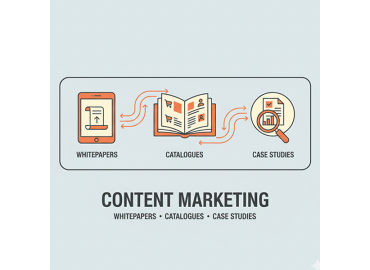 WHITEPAPERS
CATALOGUES
CASE STUDIES
CONTENT MARKETING
WHITEPAPERS • CATALOGUES • CASE STUDIES